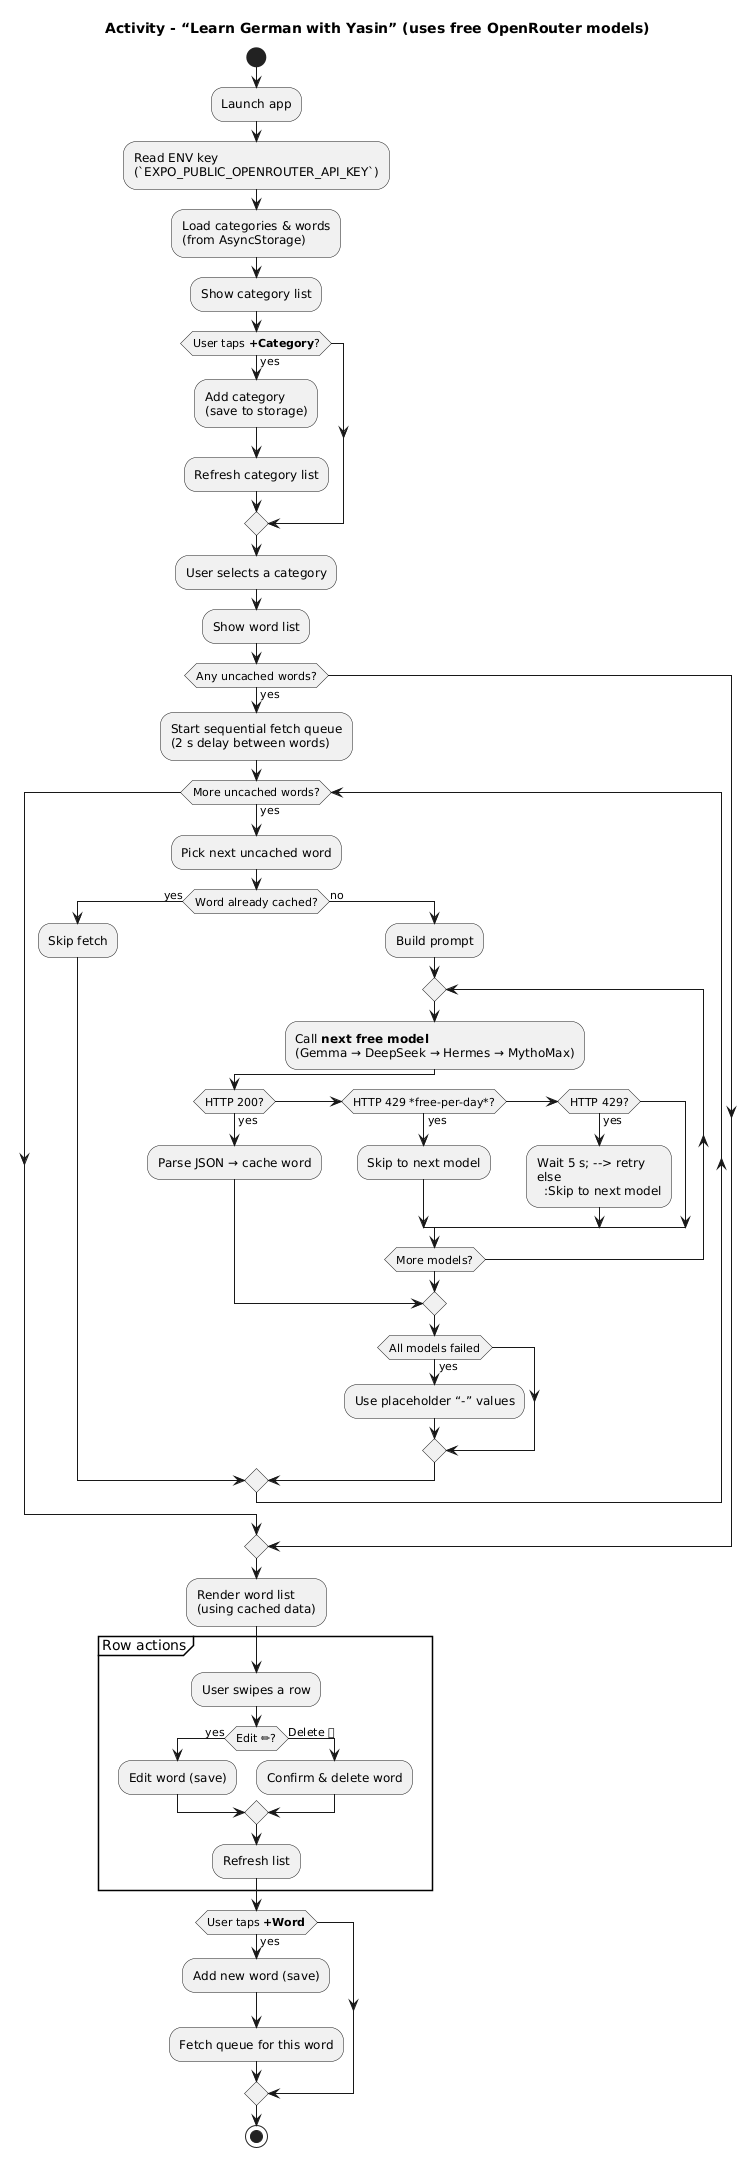 Activity - “Learn German with Yasin” (uses free OpenRouter models)
Launch app
Read ENV key
(`EXPO_PUBLIC_OPENROUTER_API_KEY`)
Load categories & words
(from AsyncStorage)
Show category list
User taps +Category?
yes
Add category
(save to storage)
Refresh category list
User selects a category
Show word list
Any uncached words?
yes
Start sequential fetch queue
(2 s delay between words)
More uncached words?
yes
Pick next uncached word
yes
Word already cached?
no
Skip fetch
Build prompt
Call next free model
(Gemma → DeepSeek → Hermes → MythoMax)
HTTP 200?
HTTP 429 *free-per-day*?
HTTP 429?
yes
yes
yes
Parse JSON → cache word
Skip to next model
Wait 5 s; --> retry
else
:Skip to next model
More models?
All models failed
yes
Use placeholder “-” values
Render word list
(using cached data)
Row actions
User swipes a row
yes
Edit ✏?
Delete
Edit word (save)
Confirm & delete word
Refresh list
User taps +Word
yes
Add new word (save)
Fetch queue for this word